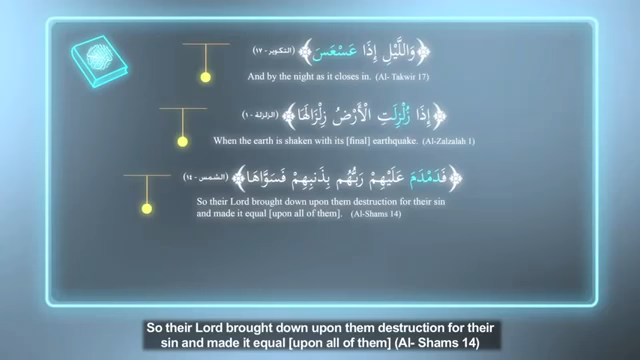 ﴿وَاللَّيْلِ إِذَا عَسْعَسَ﴾ (التكوير - ١٧)
And by the night as it closes in. (Al- Takwir 17)
﴿إِذَا زُلْزِلَتِ الْأَرْضُ زِلْزَالَهَا﴾ (الزلزلة - ١٠)
When the earth is shaken with its [final] earthquake. (Al-Zalzalah 1)
﴿فَدَمْدَمَ عَلَيْهِمْ رَبُّهُم بِذَنبِهِمْ فَسَوَّاهَا﴾ (الشمس - ١٤)
So their Lord brought down upon them destruction for their sin
and made it equal [upon all of them]. (Al-Shams 14)
So their Lord brought down upon them destruction for their
sin and made it equal [upon all of them] (Al- Shams 14)